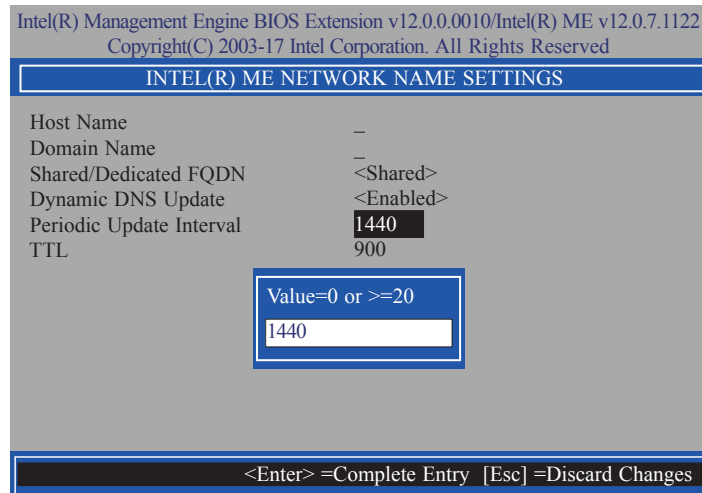 Intel(R) Management Engine BIOS Extension v12.0.0.0010/Intel(R) ME v12.0.7.1122
Copyright(C) 2003-17 Intel Corporation. All Rights Reserved
INTEL(R) ME NETWORK NAME SETTINGS
Host Name _
Domain Name _
Shared/Dedicated FQDN <Shared>
Dynamic DNS Update <Enabled>
Periodic Update Interval 1440
TTL 900
Value=0 or >=20
1440
<Enter> =Complete Entry [Esc] =Discard Changes